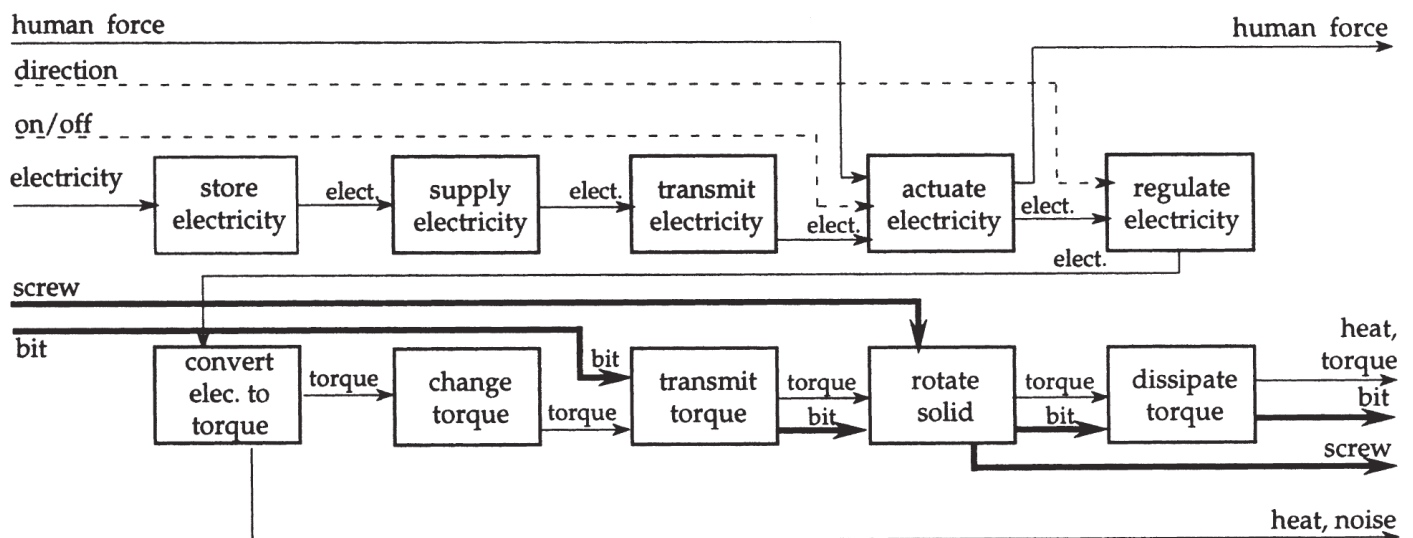 human force
human force
direction
on/off
electricity
store
electricity
elect.
supply
electricity
elect.
transmit
electricity
elect.
actuate
electricity
elect.
regulate
electricity
elect.
screw
bit
convert
elec. to
torque
torque
change
torque
torque
bit
transmit
torque
torque
bit
rotate
solid
torque
bit
dissipate
torque
heat,
torque
bit
screw
heat, noise